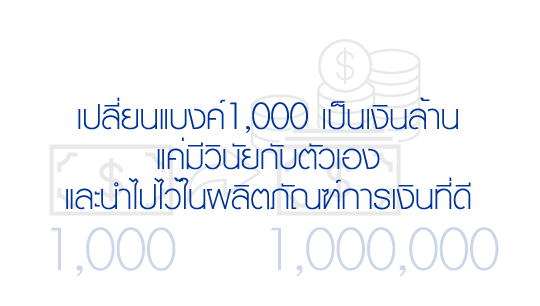 เปลี่ยนแบงค์1,000 เป็นเงินล้าน
แค่มีวินัยกับตัวเอง
และนำไปไว้ในผลิตภัณฑ์การเงินที่ดี
1,000 1,000,000